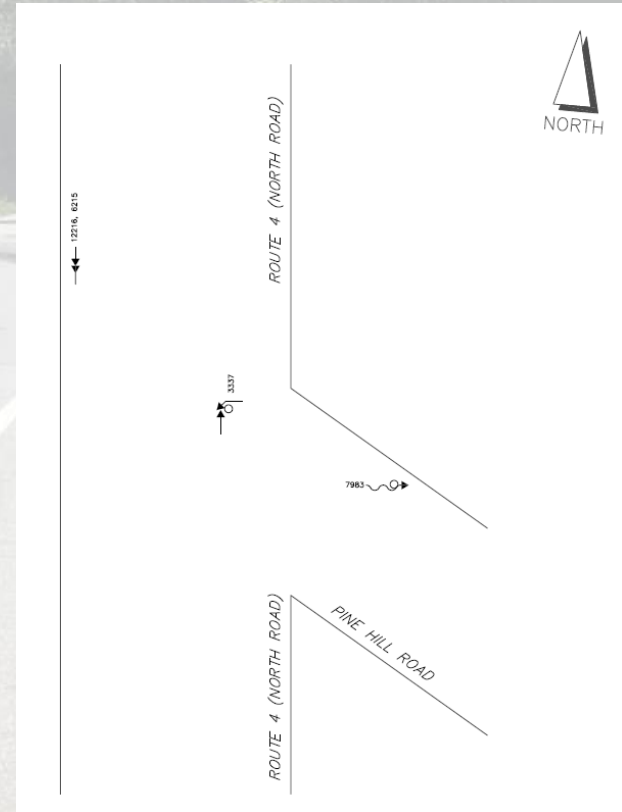 NORTH
ROUTE 4 (NORTH ROAD)
12216, 6215
3337
7983
ROUTE 4 (NORTH ROAD)
PINE HILL ROAD